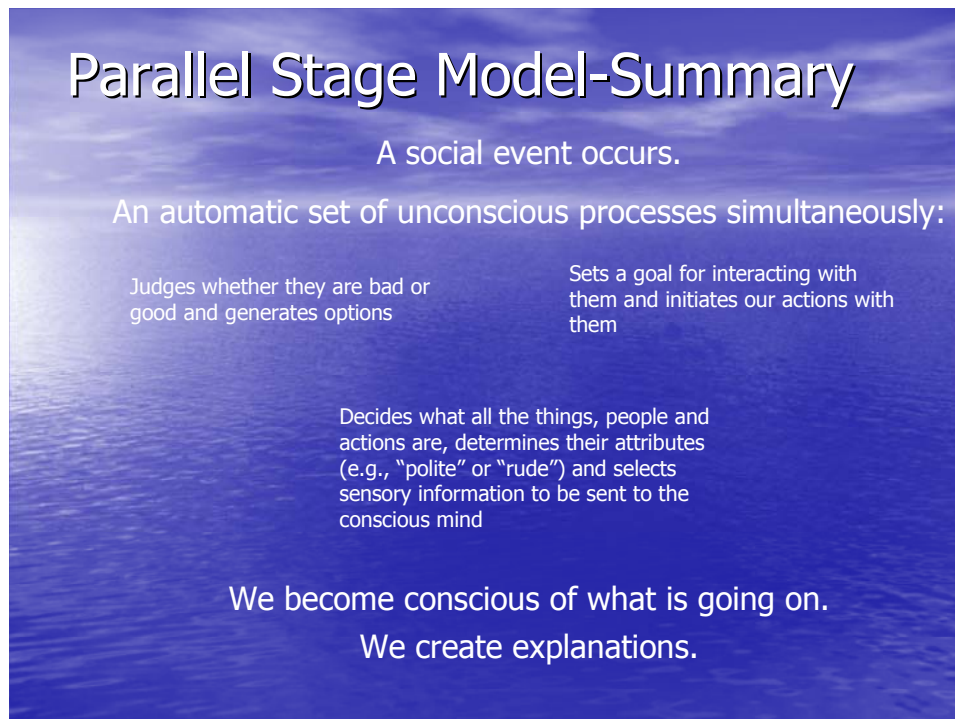 Parallel Stage Model-Summary
A social event occurs.
An automatic set of unconscious processes simultaneously:
Judges whether they are bad or
good and generates options
Sets a goal for interacting with
them and initiates our actions with
them
Decides what all the things, people and
actions are, determines their attributes
(e.g., “polite” or “rude”) and selects
sensory information to be sent to the
conscious mind
We become conscious of what is going on.
We create explanations.